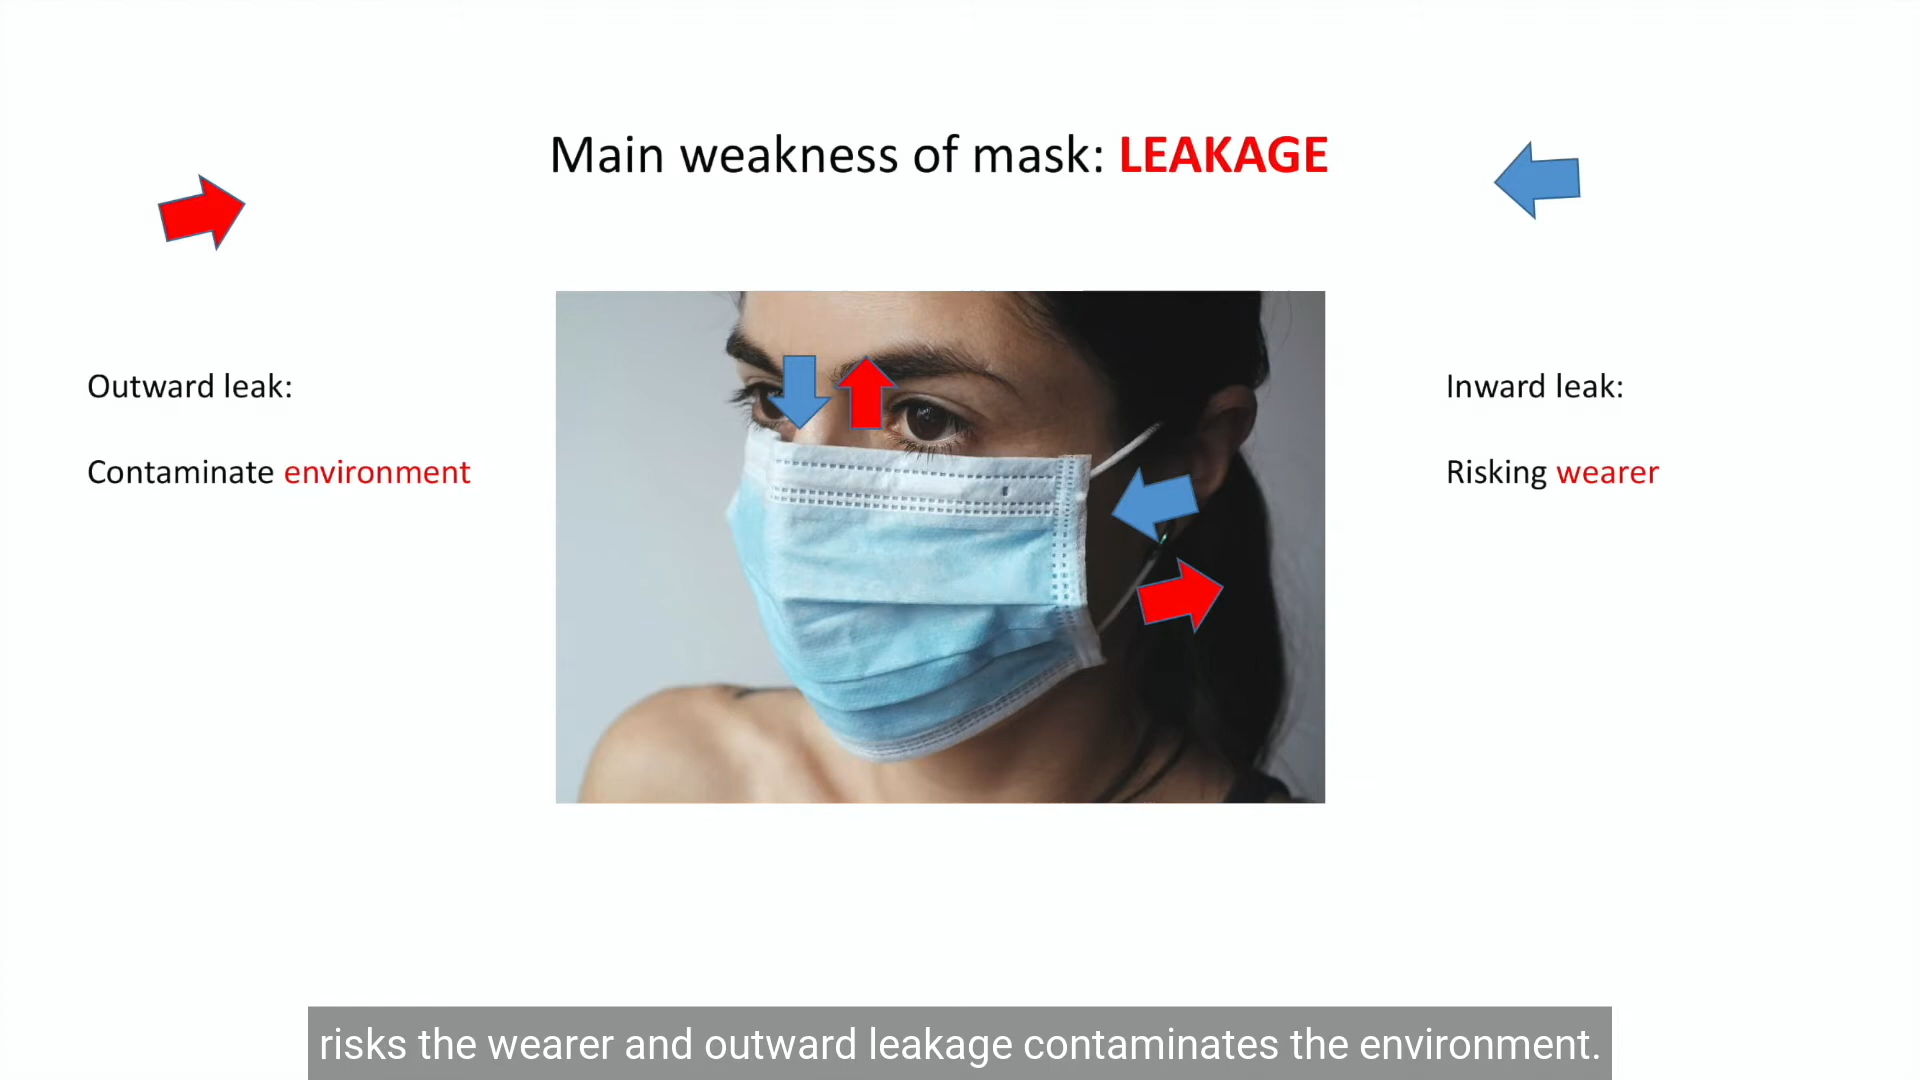 Main weakness of mask: LEAKAGE
Outward leak:
Contaminate environment
Inward leak:
Risking wearer
risks the wearer and outward leakage contaminates the environment.